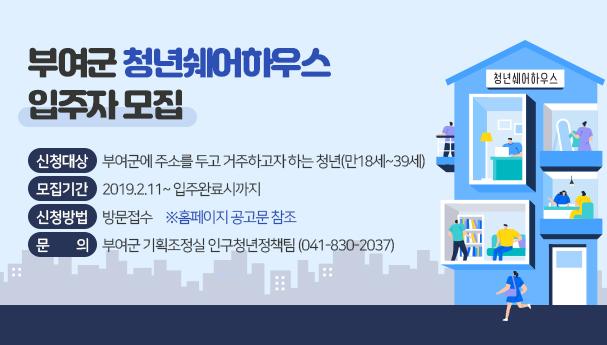 부여군 청년쉐어하우스
입주자 모집
신청대상 부여군에 주소를 두고 거주하고자 하는 청년(만18세~39세)
모집기간 2019.2.11~ 입주완료시까지
신청방법 방문접수 ※홈페이지 공고문 참조
문 의 부여군 기획조정실 인구청년정책팀 (041-830-2037)
청년쉐어하우스